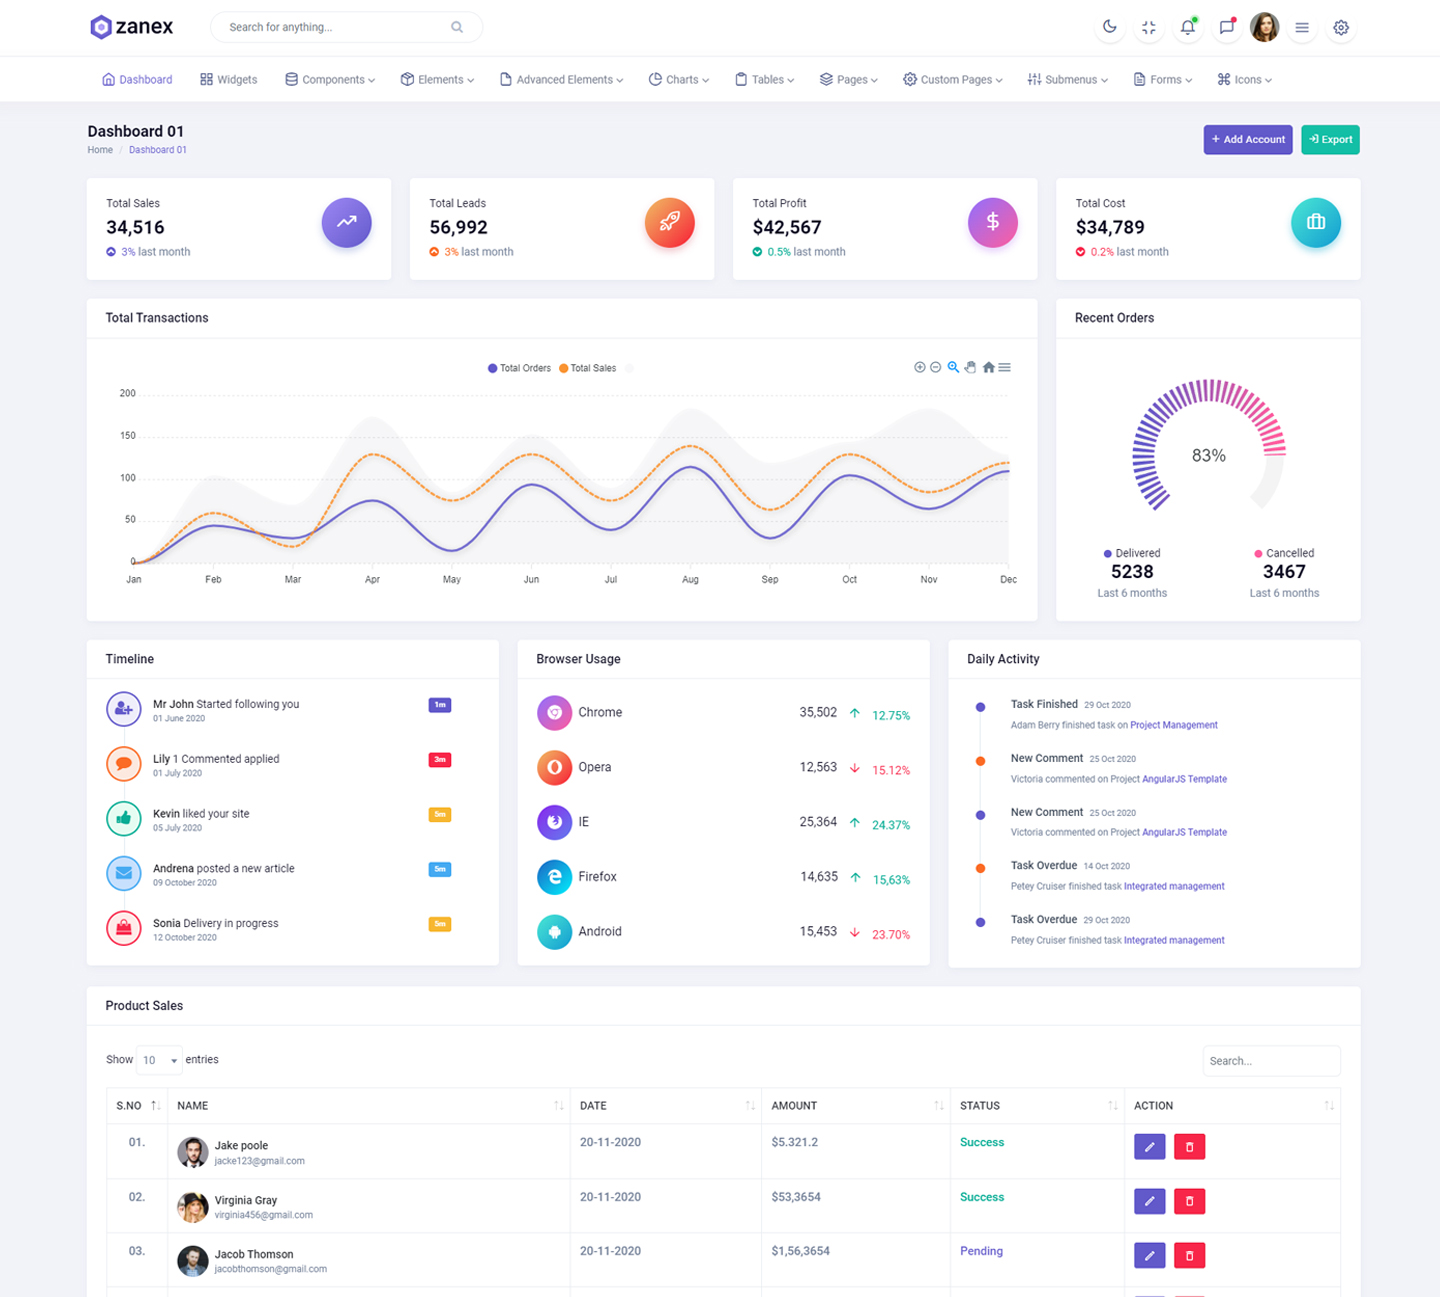 zanex
Search for anything...
Dashboard
Widgets
Components
Elements
Advanced Elements
Charts
Tables
Pages
Custom Pages
Submenus
Forms
Icons
Dashboard 01
Home / Dashboard 01
+ Add Account
Export
Total Sales
34,516
3% last month
Total Leads
56,992
3% last month
Total Profit
$42,567
0.5% last month
Total Cost
$34,789
0.2% last month
Total Transactions
Total Orders
Total Sales
200
150
100
50
0
Jan Feb Mar Apr May Jun Jul Aug Sep Oct Nov Dec
Recent Orders
83%
Delivered
5238
Last 6 months
Cancelled
3467
Last 6 months
Timeline
Mr John Started following you
01 June 2020
1m
Lily 1 Commented applied
01 July 2020
3m
Kevin liked your site
05 July 2020
5m
Andrena posted a new article
09 October 2020
5m
Sonia Delivery in progress
12 October 2020
5m
Browser Usage
Chrome 35,502 12.75%
Opera 12,563 15.12%
IE 25,364 24.37%
Firefox 14,635 15,63%
Android 15,453 23.70%
Daily Activity
Task Finished 29 Oct 2020
Adam Berry finished task on Project Management
New Comment 25 Oct 2020
Victoria commented on Project AngularJS Template
New Comment 25 Oct 2020
Victoria commented on Project AngularJS Template
Task Overdue 14 Oct 2020
Petey Cruiser finished task Integrated management
Task Overdue 29 Oct 2020
Petey Cruiser finished task Integrated management
Product Sales
Show 10 entries
Search...
S.NO NAME DATE AMOUNT STATUS ACTION
01. Jake poole 20-11-2020 $5.321.2 Success
jacke123@gmail.com
02. Virginia Gray 20-11-2020 $53,3654 Success
virginia456@gmail.com
03. Jacob Thomson 20-11-2020 $1,56,3654 Pending
jacobthomson@gmail.com